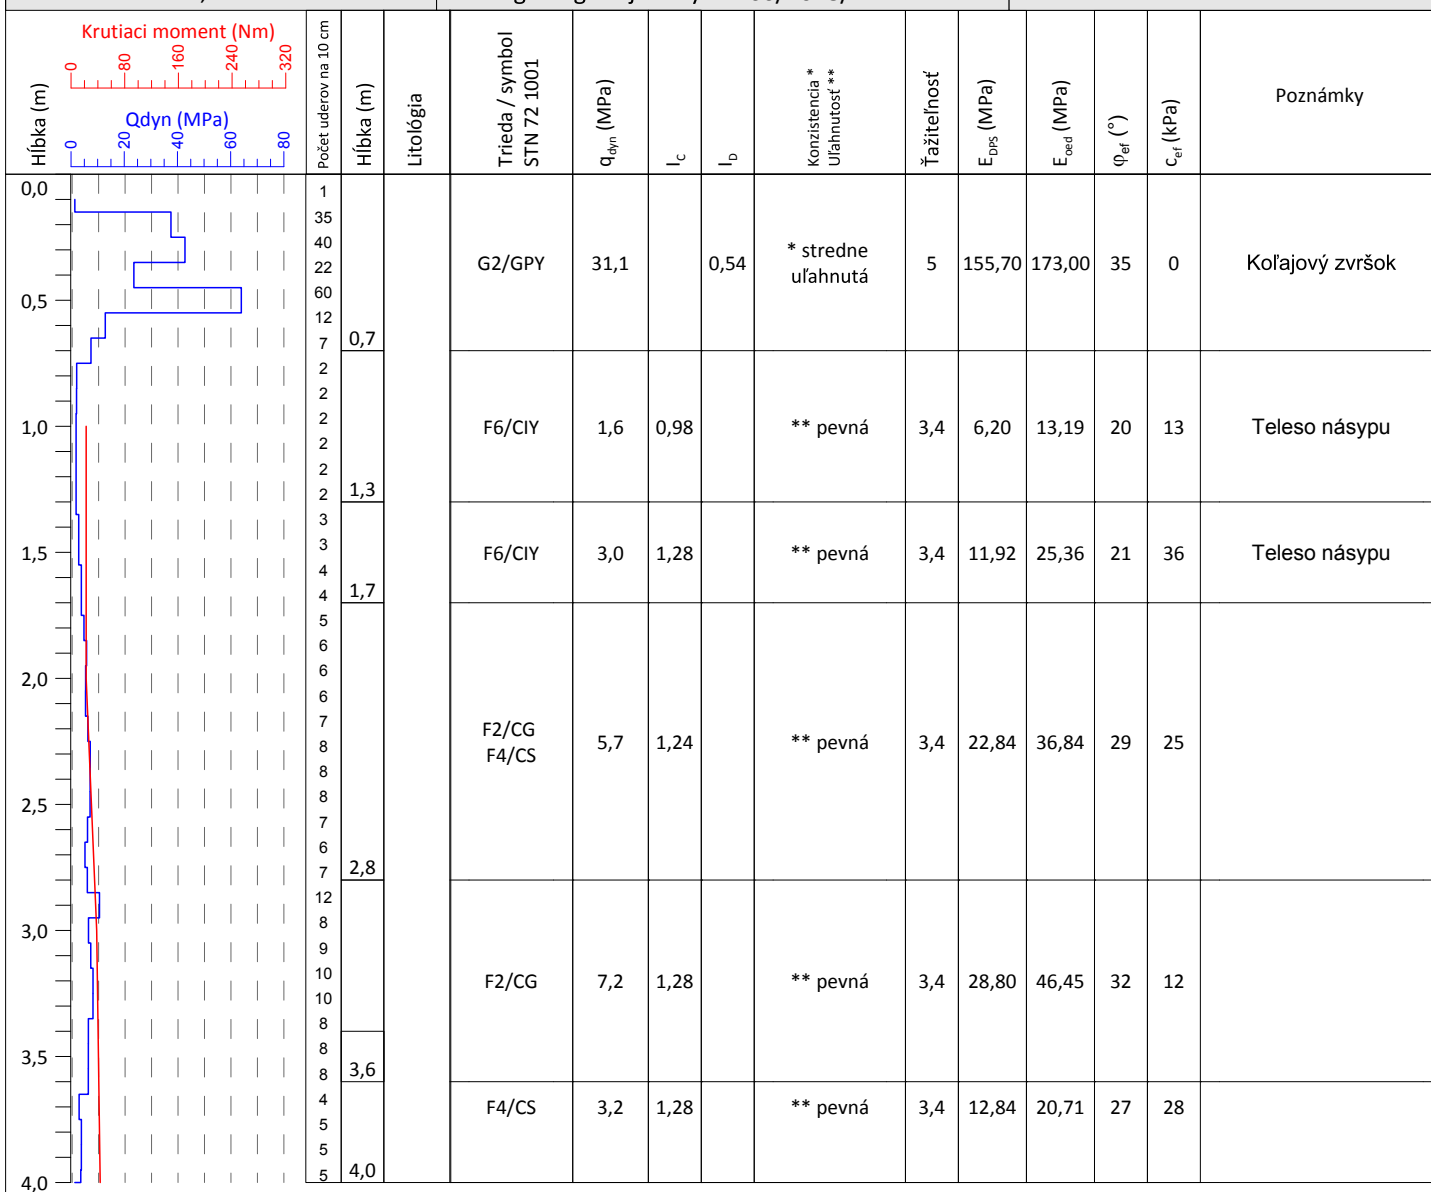 Krutiaci moment (Nm)
0 80 160 240 320
Qdyn (MPa)
0 20 40 60 80
Hĺbka (m)
Počet uderov na 10 cm
Hĺbka (m)
Litológia
Trieda / symbol
STN 72 1001
qdyn (MPa)
IC
ID
Konzistencia *
Uľahnutosť **
Ťažiteľnosť
EDPS (MPa)
Eoed (MPa)
φef (°)
cef (kPa)
Poznámky
0,0
0,5
1,0
1,5
2,0
2,5
3,0
3,5
4,0
1
35
40
22
60
12
7
2
2
2
2
2
2
3
3
4
4
5
6
6
6
7
8
8
8
7
6
7
12
8
9
10
10
8
8
8
4
5
5
5
0,7
1,3
1,7
2,8
3,6
4,0
G2/GPY 31,1 0,54 * stredne 5 155,70 173,00 35 0 Koľajový zvršok
uľahnutá
F6/CIY 1,6 0,98 ** pevná 3,4 6,20 13,19 20 13 Teleso násypu
F6/CIY 3,0 1,28 ** pevná 3,4 11,92 25,36 21 36 Teleso násypu
F2/CG
F4/CS 5,7 1,24 ** pevná 3,4 22,84 36,84 29 25
F2/CG 7,2 1,28 ** pevná 3,4 28,80 46,45 32 12
F4/CS 3,2 1,28 ** pevná 3,4 12,84 20,71 27 28